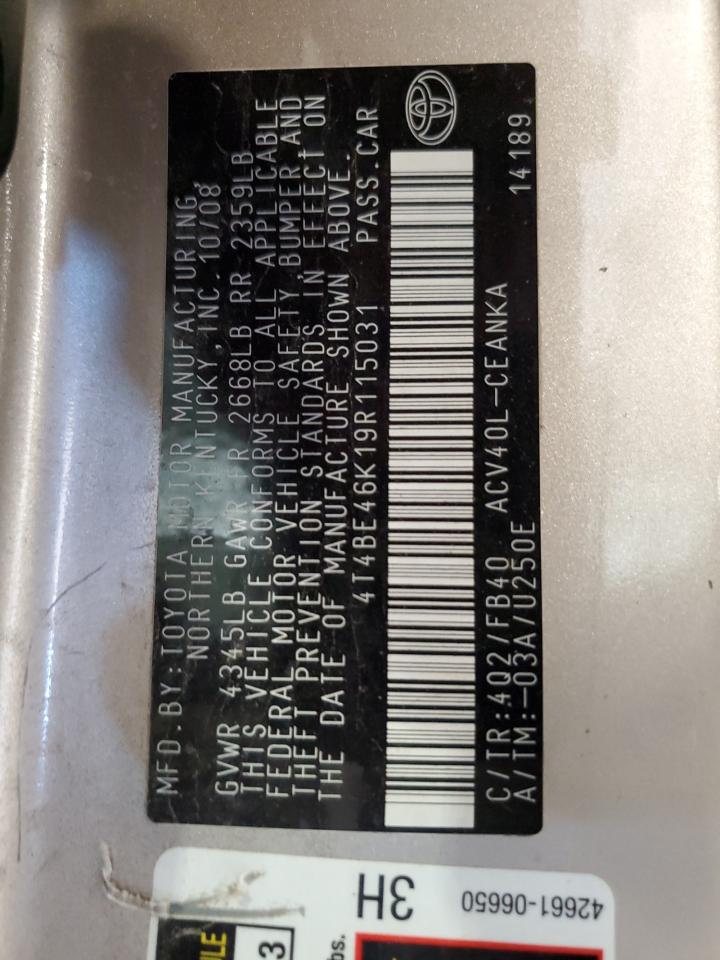 MFD. BY: TOYOTA MOTOR MANUFACTURING,
NORTHERN KENTUCKY, INC. 10/08
GVWR 4345LB GAWR FR 2668LB RR 2359LB
THIS VEHICLE CONFORMS TO ALL APPLICABLE
FEDERAL MOTOR VEHICLE SAFETY, BUMPER, AND
THEFT PREVENTION STANDARDS IN EFFECT ON
THE DATE OF MANUFACTURE SHOWN ABOVE.
4T4BE46K19R115031 PASS.CAR
C/TR:4Q2/FB40 ACV40L-CEANKA 14189
A/TM:-03A/U250E
42661-06650
3H
3